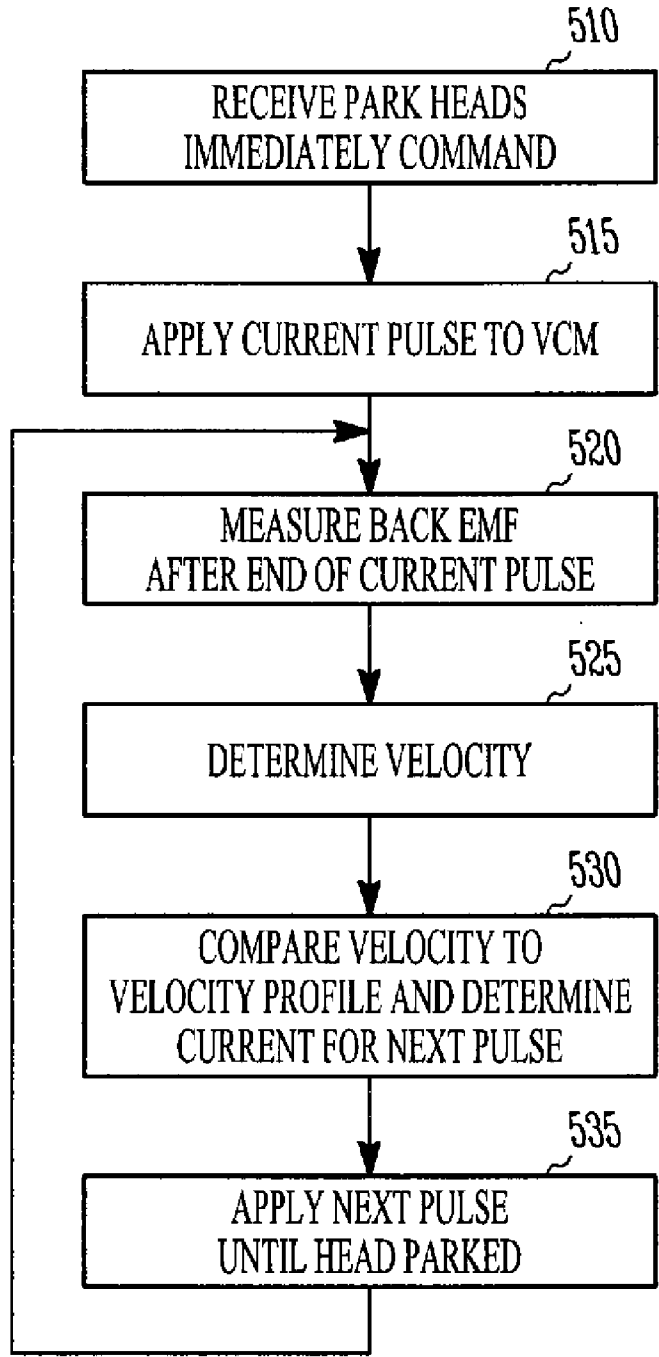 510
RECEIVE PARK HEADS
IMMEDIATELY COMMAND
515
APPLY CURRENT PULSE TO VCM
520
MEASURE BACK EMF
AFTER END OF CURRENT PULSE
525
DETERMINE VELOCITY
530
COMPARE VELOCITY TO
VELOCITY PROFILE AND DETERMINE
CURRENT FOR NEXT PULSE
535
APPLY NEXT PULSE
UNTIL HEAD PARKED